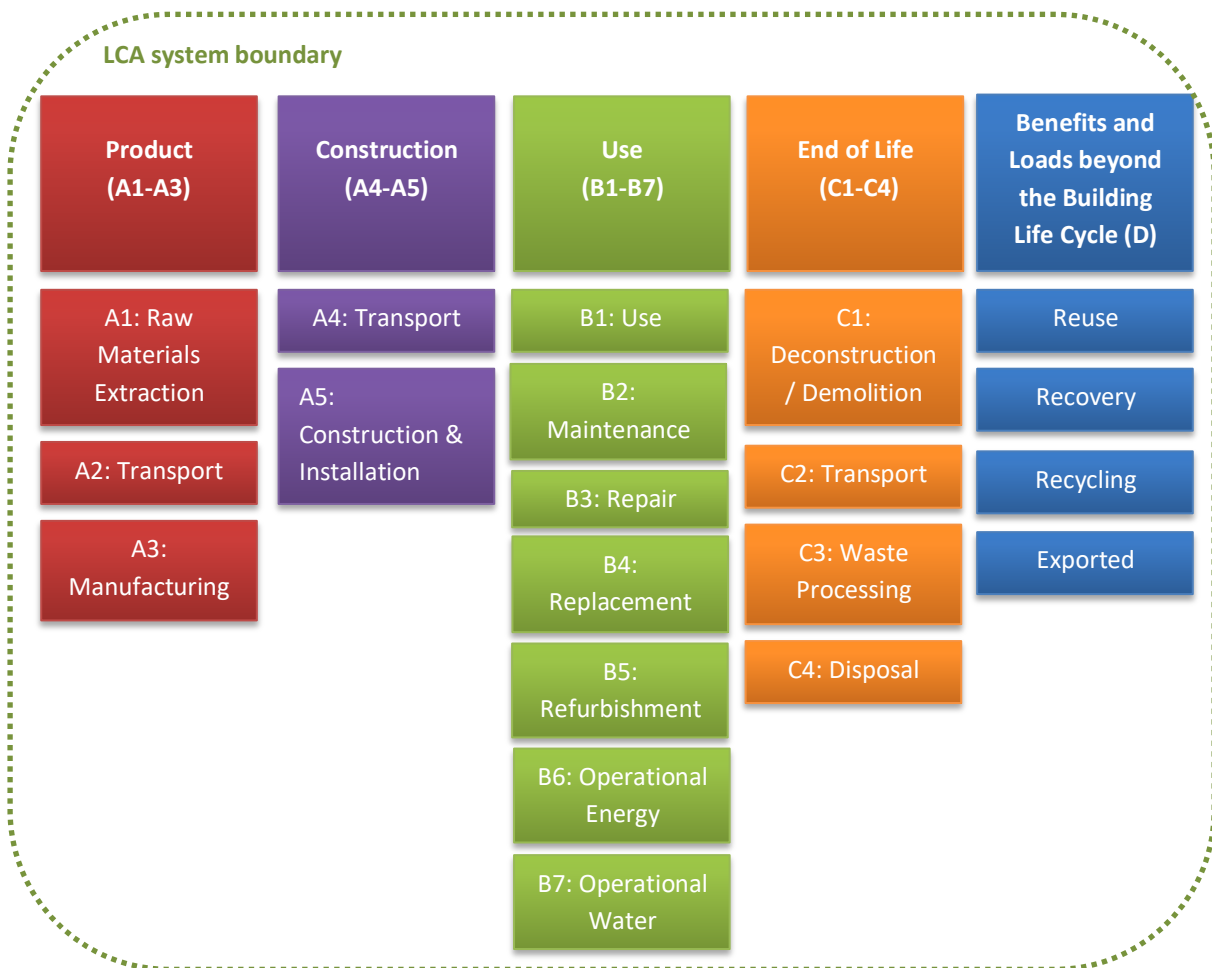 LCA system boundary
Product
(A1-A3)
A1: Raw
Materials
Extraction
A2: Transport
A3:
Manufacturing
Construction
(A4-A5)
A4: Transport
A5:
Construction &
Installation
Use
(B1-B7)
B1: Use
B2:
Maintenance
B3: Repair
B4:
Replacement
B5:
Refurbishment
B6: Operational
Energy
B7: Operational
Water
End of Life
(C1-C4)
C1:
Deconstruction
/ Demolition
C2: Transport
C3: Waste
Processing
C4: Disposal
Benefits and
Loads beyond
the Building
Life Cycle (D)
Reuse
Recovery
Recycling
Exported